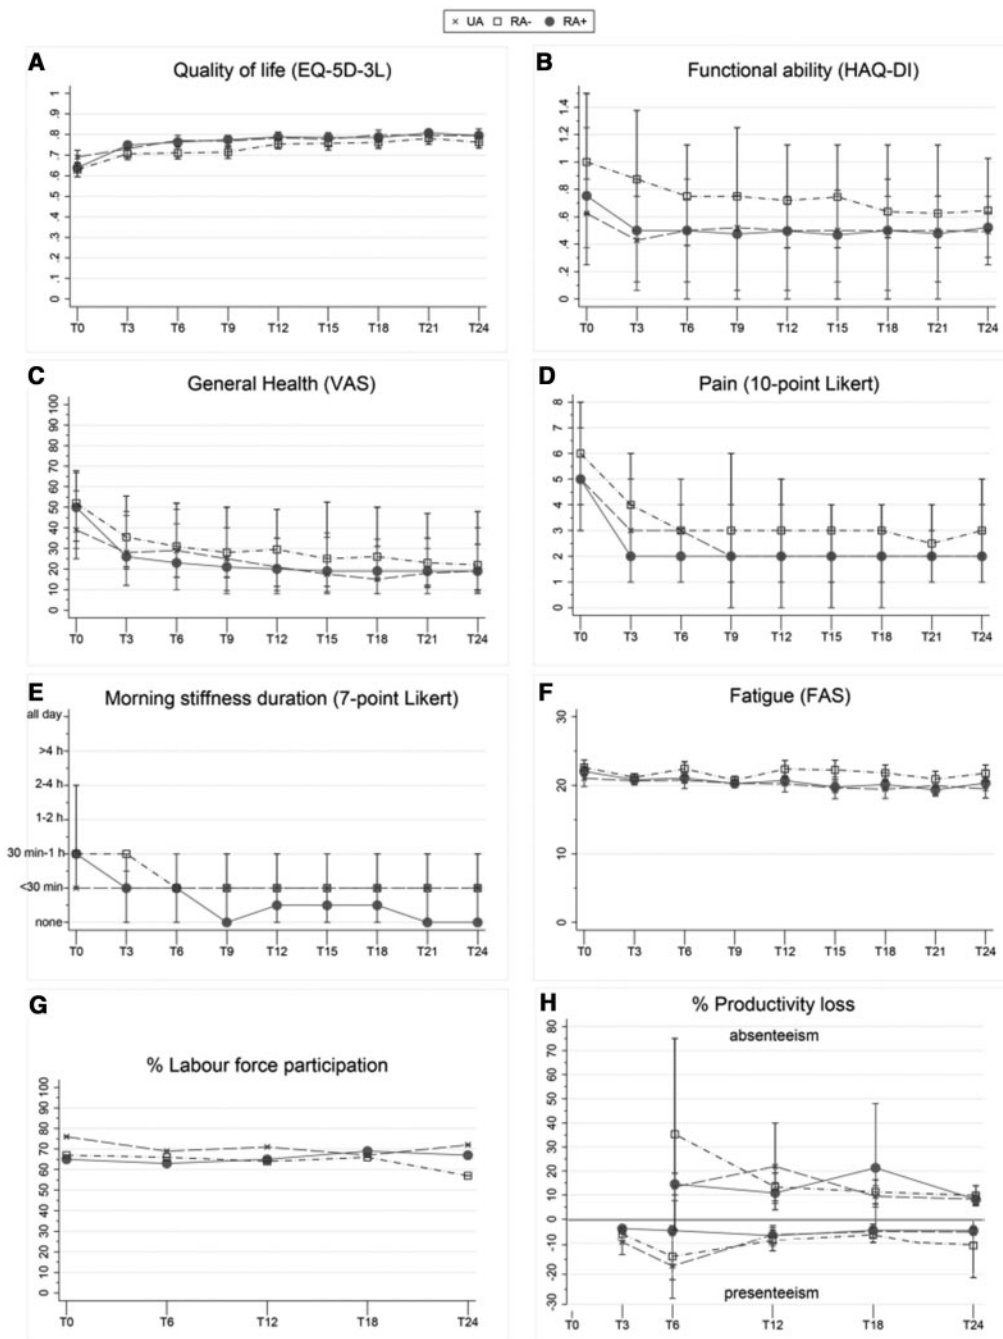 × UA □ RA- ● RA+
A
Quality of life (EQ-5D-3L)
1
.9
.8
.7
.6
.5
.4
.3
.2
.1
0
T0 T3 T6 T9 T12 T15 T18 T21 T24
B
Functional ability (HAQ-DI)
1.4
1.2
1
.8
.6
.4
.2
0
T0 T3 T6 T9 T12 T15 T18 T21 T24
C
General Health (VAS)
100
90
80
70
60
50
40
30
20
10
0
T0 T3 T6 T9 T12 T15 T18 T21 T24
D
Pain (10-point Likert)
8
7
6
5
4
3
2
1
0
T0 T3 T6 T9 T12 T15 T18 T21 T24
E
Morning stiffness duration (7-point Likert)
all day
>4 h
2-4 h
1-2 h
30 min-1 h
<30 min
none
T0 T3 T6 T9 T12 T15 T18 T21 T24
F
Fatigue (FAS)
30
20
10
0
T0 T3 T6 T9 T12 T15 T18 T21 T24
G
% Labour force participation
100
90
80
70
60
50
40
30
20
10
0
T0 T6 T12 T18 T24
H
% Productivity loss
absenteeism
80
70
60
50
40
30
20
10
0
-10
-20
-30
presenteeism
T0 T3 T6 T12 T18 T24